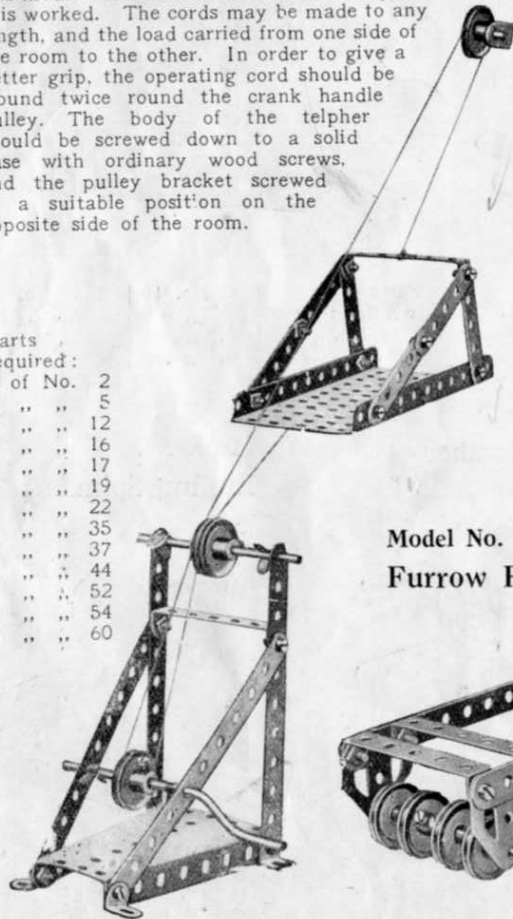 is worked. The cords may be made to any
ngth, and the load carried from one side of
e room to the other. In order to give a
etter grip, the operating cord should be
ound twice round the crank handle
ulley. The body of the telpher
ould be screwed down to a solid
ase with ordinary wood screws,
nd the pulley bracket screwed
a suitable position on the
pposite side of the room.
arts
equired :
of No. 2
„ „ 5
„ „ 12
„ „ 16
„ „ 17
„ „ 19
„ „ 22
„ „ 35
„ „ 37
„ „ 44
„ „ 52
„ „ 54
„ „ 60
Model No.
Furrow